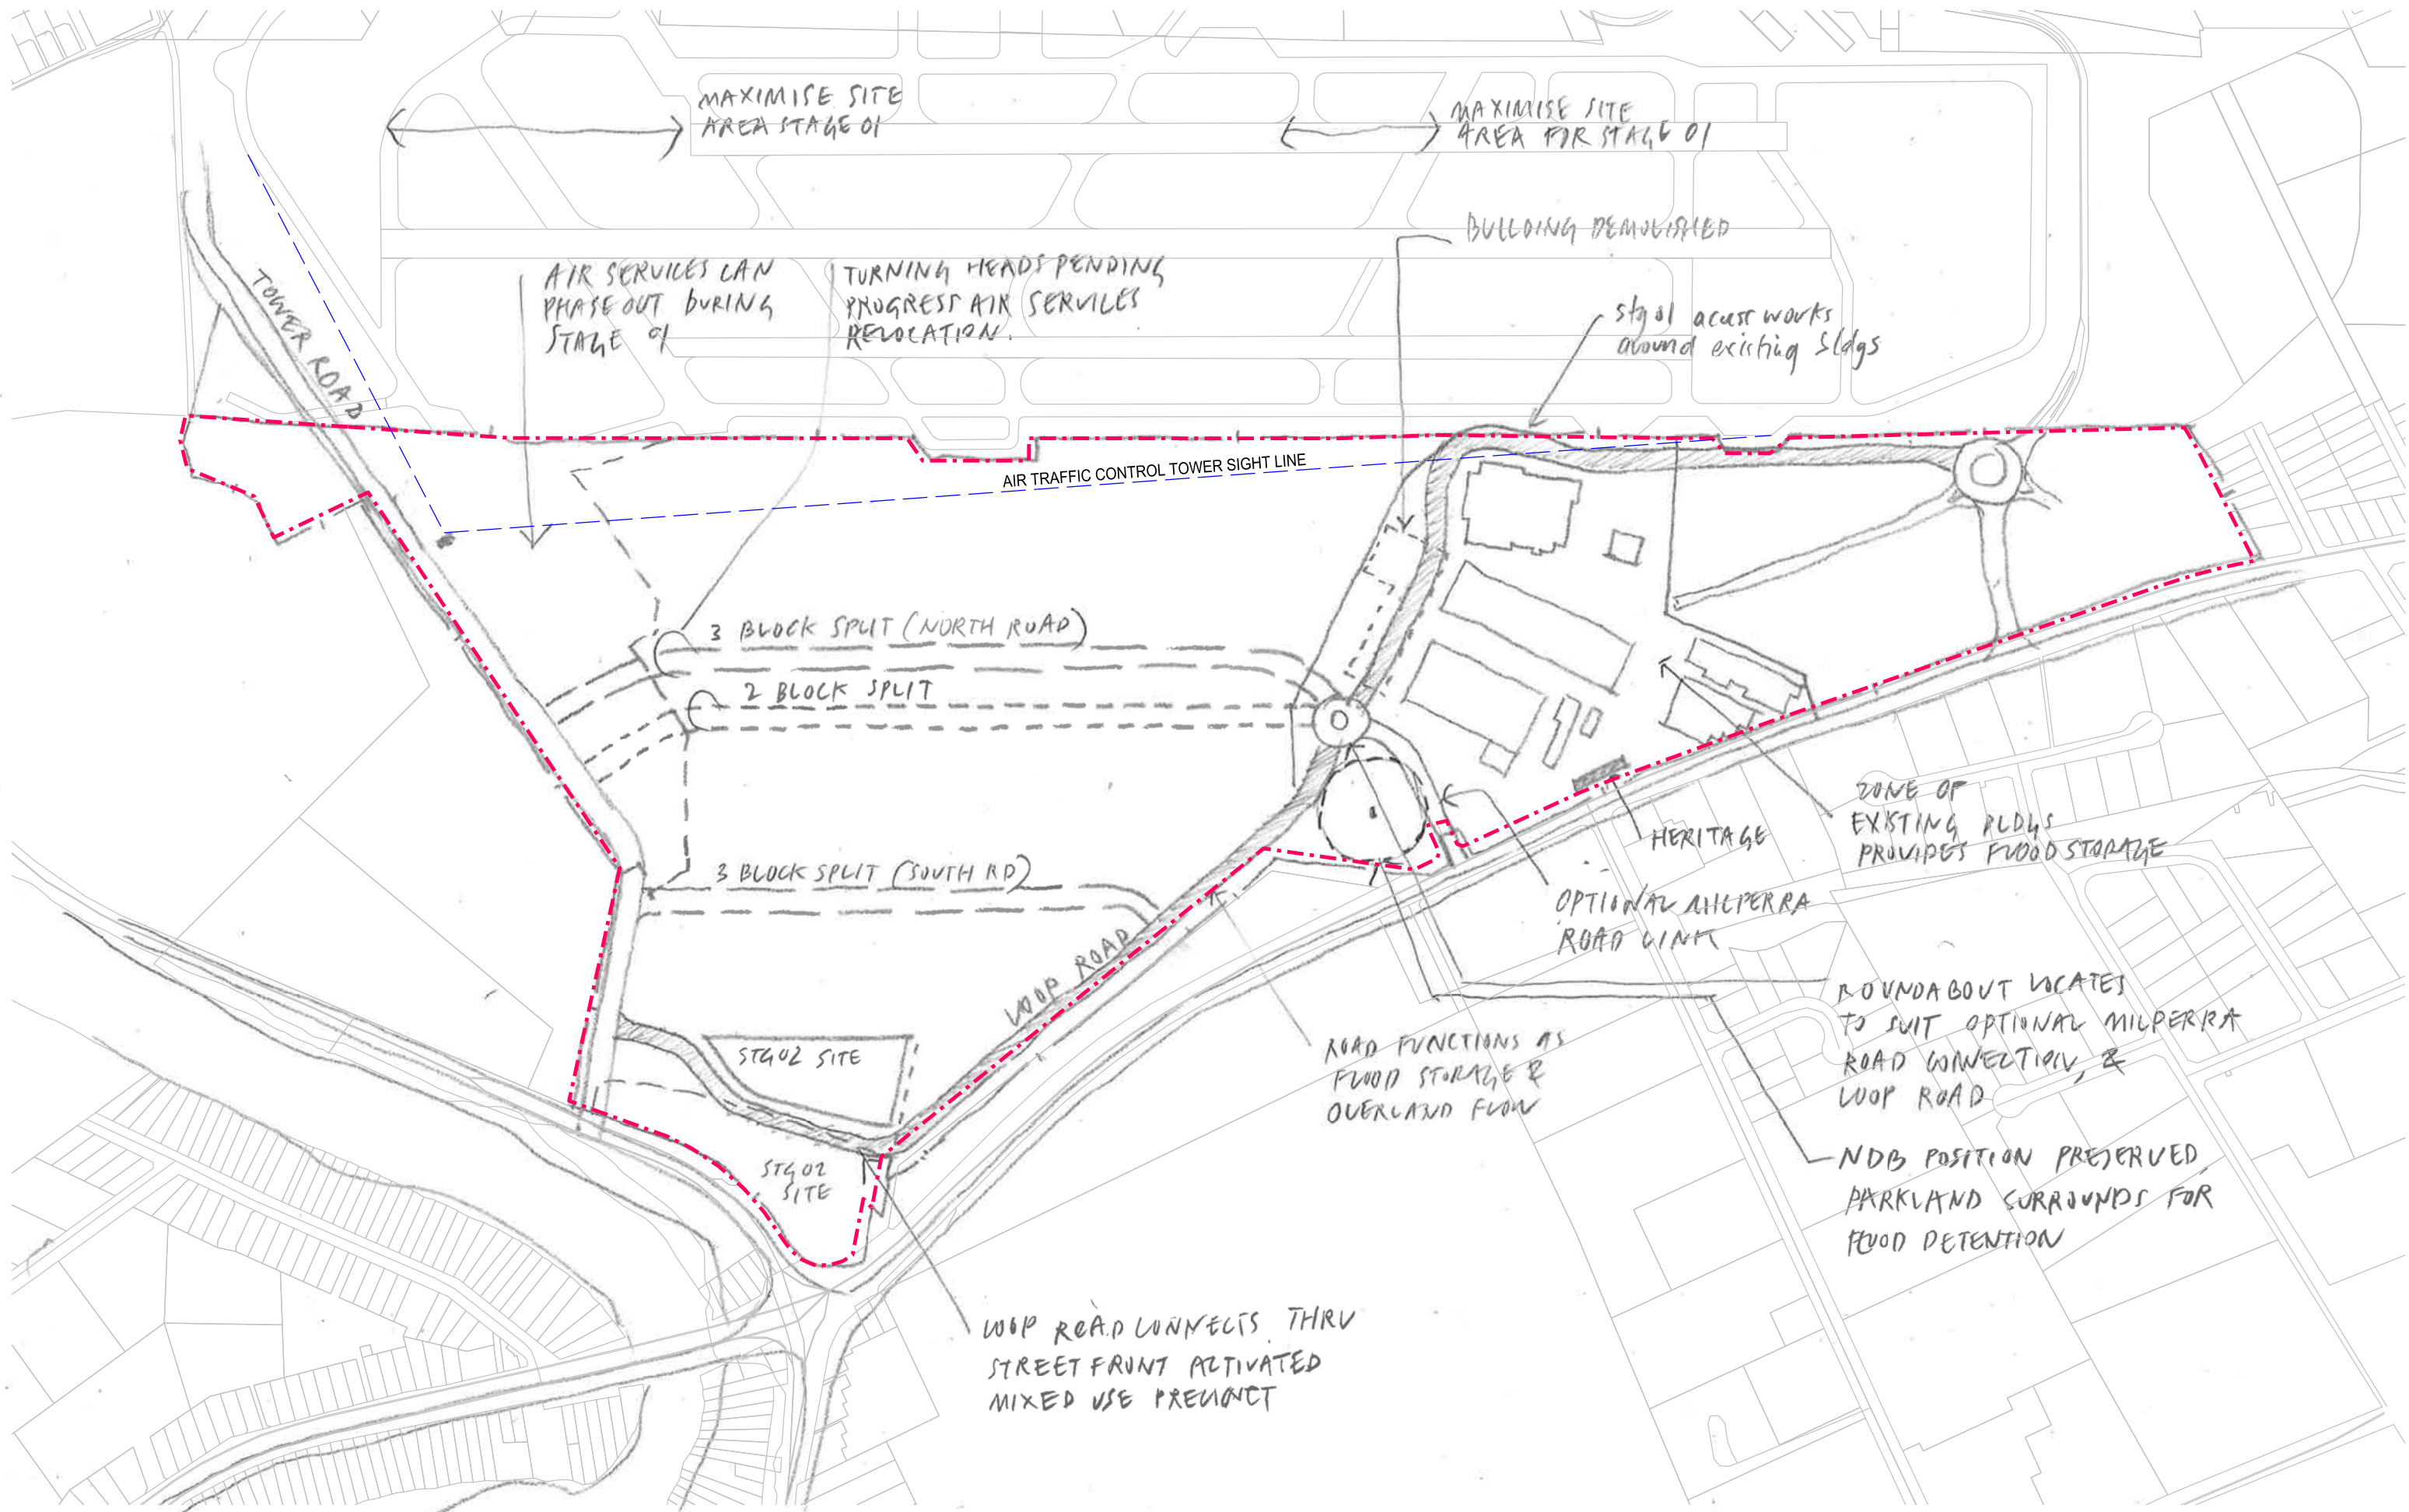 MAXIMISE SITE
AREA STAGE 01
MAXIMISE SITE
AREA FOR STAGE 01
BUILDING DEMOLISHED
AIR SERVICES CAN
PHASE OUT DURING
STAGE 01
TURNING HEADS PENDING
PROGRESS AIR SERVICES
RELOCATION.
stg 01 access works
around existing bldgs
TOWER ROAD
AIR TRAFFIC CONTROL TOWER SIGHT LINE
3 BLOCK SPLIT (NORTH ROAD)
2 BLOCK SPLIT
3 BLOCK SPLIT (SOUTH RD)
HERITAGE
ZONE OF
EXISTING BLDGS
PROVIDES FLOOD STORAGE
OPTIONAL MILPERRA
ROAD LINK
LOOP ROAD
ROUNDABOUT LOCATES
TO SUIT OPTIONAL MILPERRA
ROAD CONNECTION, &
LOOP ROAD
ROAD FUNCTIONS AS
FLOOD STORAGE &
OVERLAND FLOW
STG 02 SITE
STG 02
SITE
NDB POSITION PRESERVED,
PARKLAND SURROUNDS FOR
FLOOD DETENTION
LOOP ROAD CONNECTS THRU
STREET FRONT ACTIVATED
MIXED USE PRECINCT